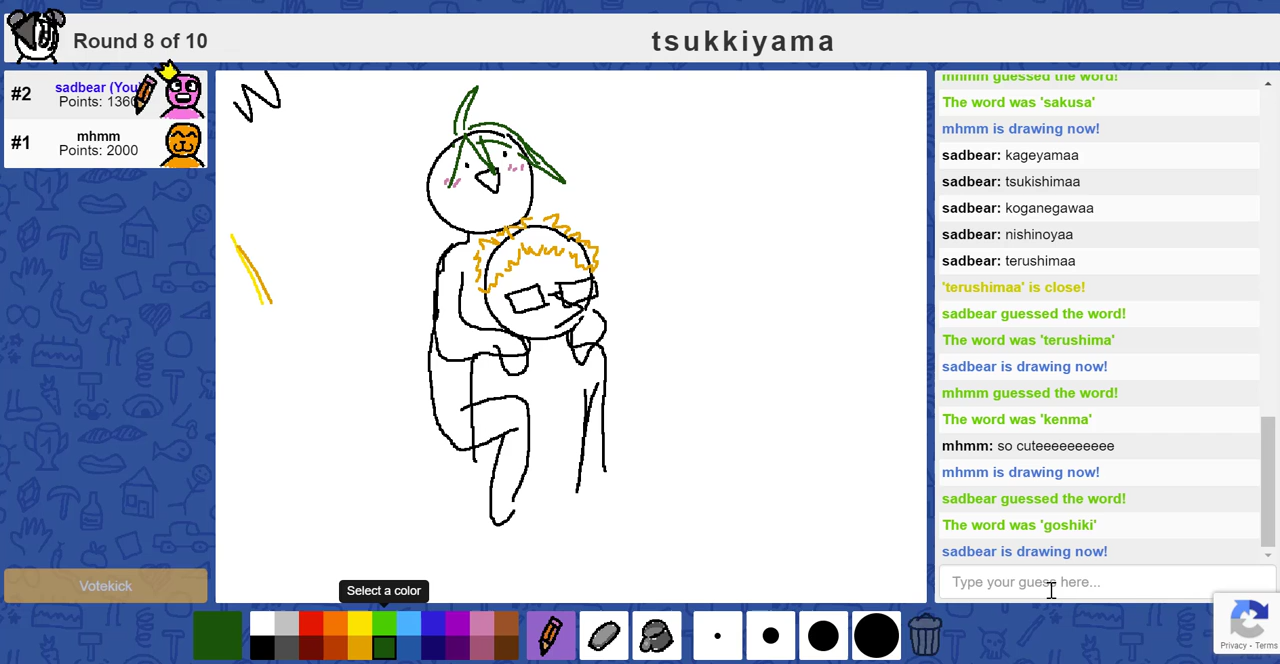 Round 8 of 10
tsukkiyama
#2
sadbear (You
Points: 1360
#1
mhmm
Points: 2000
Votekick
mhmm guessed the word!
The word was 'sakusa'
mhmm is drawing now!
sadbear: kageyamaa
sadbear: tsukishimaa
sadbear: koganegawaa
sadbear: nishinoyaa
sadbear: terushimaa
'terushimaa' is close!
sadbear guessed the word!
The word was 'terushima'
sadbear is drawing now!
mhmm guessed the word!
The word was 'kenma'
mhmm: so cuteeeeeeeeee
mhmm is drawing now!
sadbear guessed the word!
The word was 'goshiki'
sadbear is drawing now!
Type your guess here...
Select a color
Privacy - Terms